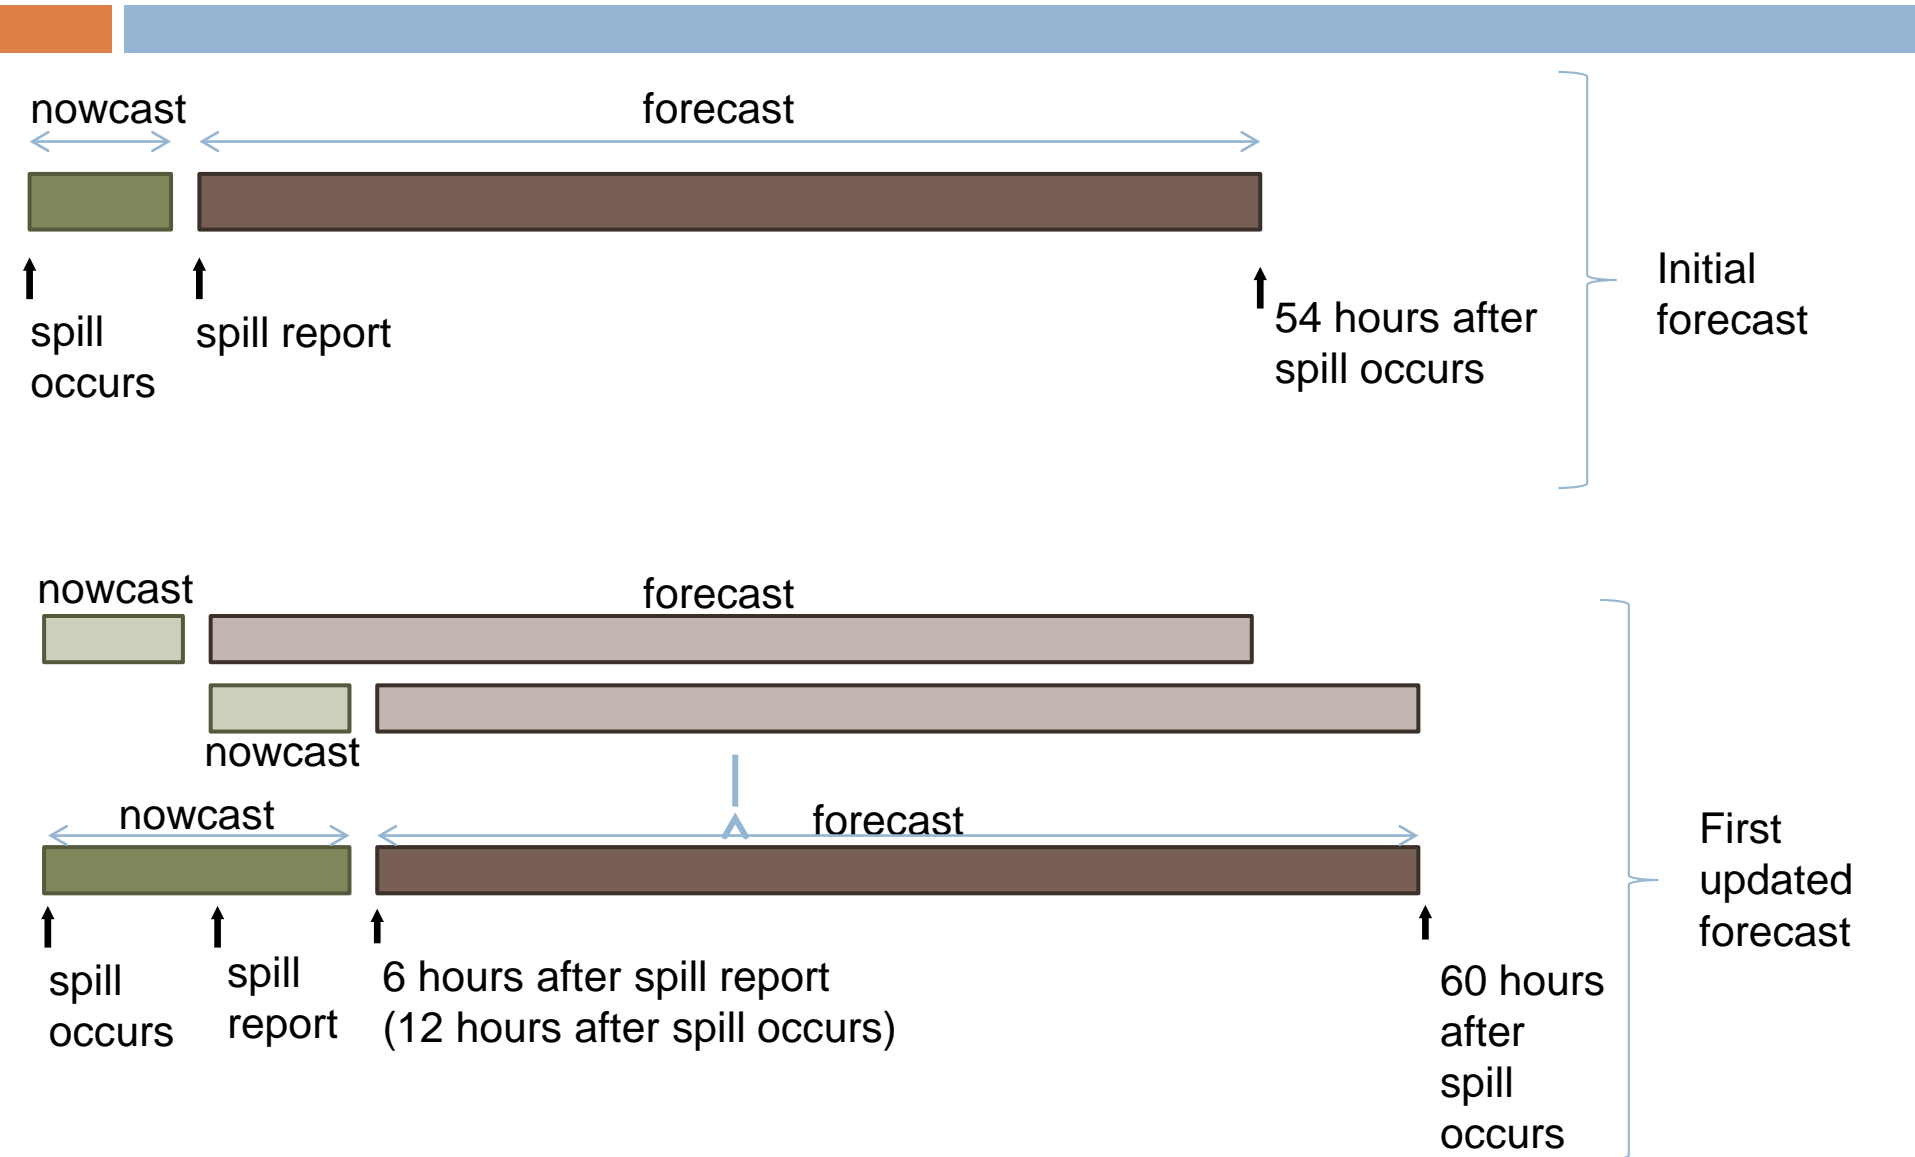 nowcast
forecast
spill
occurs
spill report
54 hours after
spill occurs
Initial
forecast
nowcast
forecast
nowcast
nowcast
forecast
spill
occurs
spill
report
6 hours after spill report
(12 hours after spill occurs)
60 hours
after
spill
occurs
First
updated
forecast